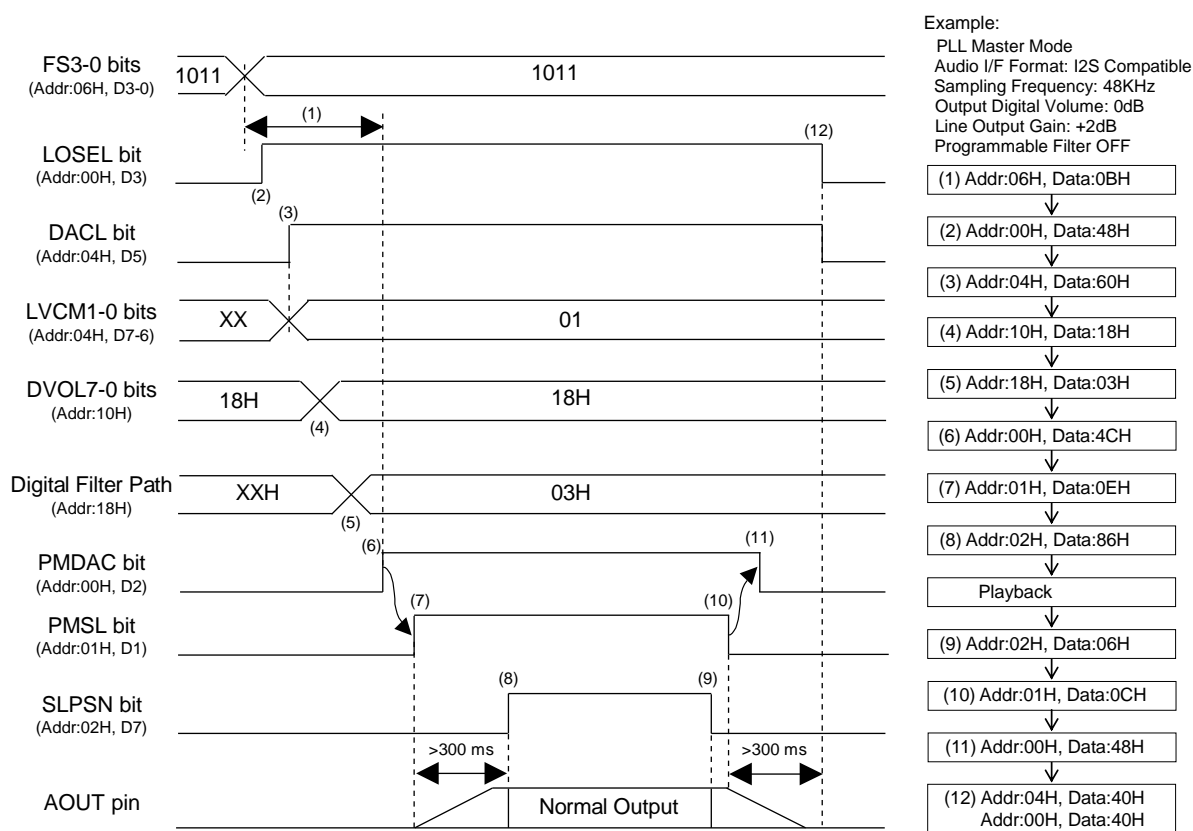 FS3-0 bits
(Addr:06H, D3-0)
1011
1011
(1)
LOSEL bit
(Addr:00H, D3)
(2)
(12)
DACL bit
(Addr:04H, D5)
(3)
LVCM1-0 bits
(Addr:04H, D7-6)
XX
01
DVOL7-0 bits
(Addr:10H)
18H
18H
(4)
Digital Filter Path
(Addr:18H)
XXH
03H
(5)
PMDAC bit
(Addr:00H, D2)
(6)
(11)
PMSL bit
(Addr:01H, D1)
(7)
(10)
SLPSN bit
(Addr:02H, D7)
(8)
(9)
>300 ms
>300 ms
AOUT pin
Normal Output
Example:
PLL Master Mode
Audio I/F Format: I2S Compatible
Sampling Frequency: 48KHz
Output Digital Volume: 0dB
Line Output Gain: +2dB
Programmable Filter OFF
(1) Addr:06H, Data:0BH
(2) Addr:00H, Data:48H
(3) Addr:04H, Data:60H
(4) Addr:10H, Data:18H
(5) Addr:18H, Data:03H
(6) Addr:00H, Data:4CH
(7) Addr:01H, Data:0EH
(8) Addr:02H, Data:86H
Playback
(9) Addr:02H, Data:06H
(10) Addr:01H, Data:0CH
(11) Addr:00H, Data:48H
(12) Addr:04H, Data:40H
Addr:00H, Data:40H